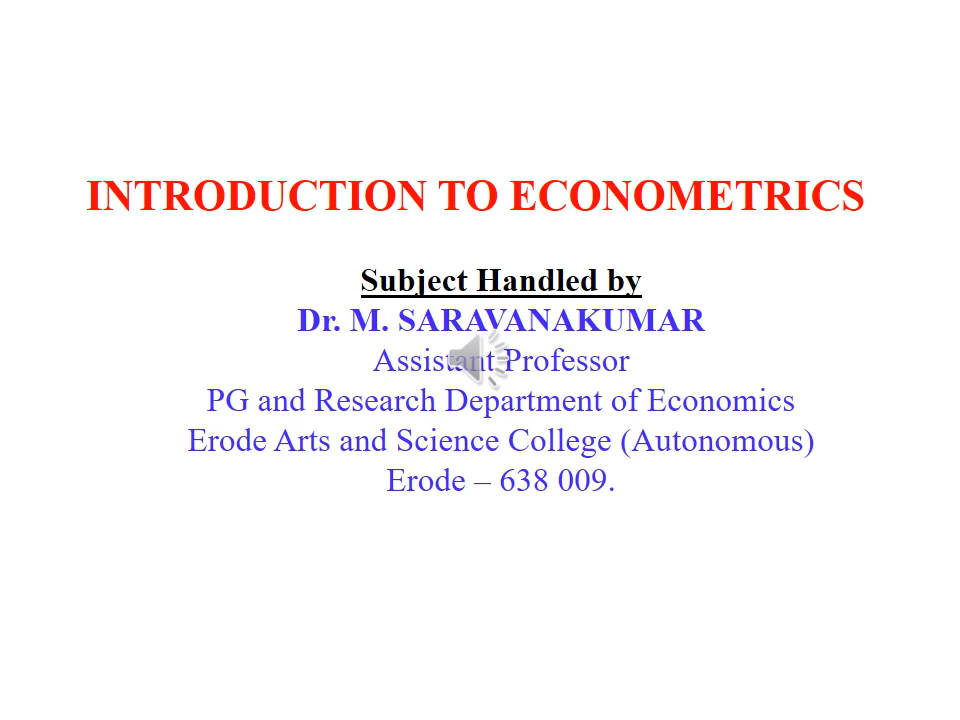 INTRODUCTION TO ECONOMETRICS
Subject Handled by
Dr. M. SARAVANAKUMAR
Assistant Professor
PG and Research Department of Economics
Erode Arts and Science College (Autonomous)
Erode – 638 009.